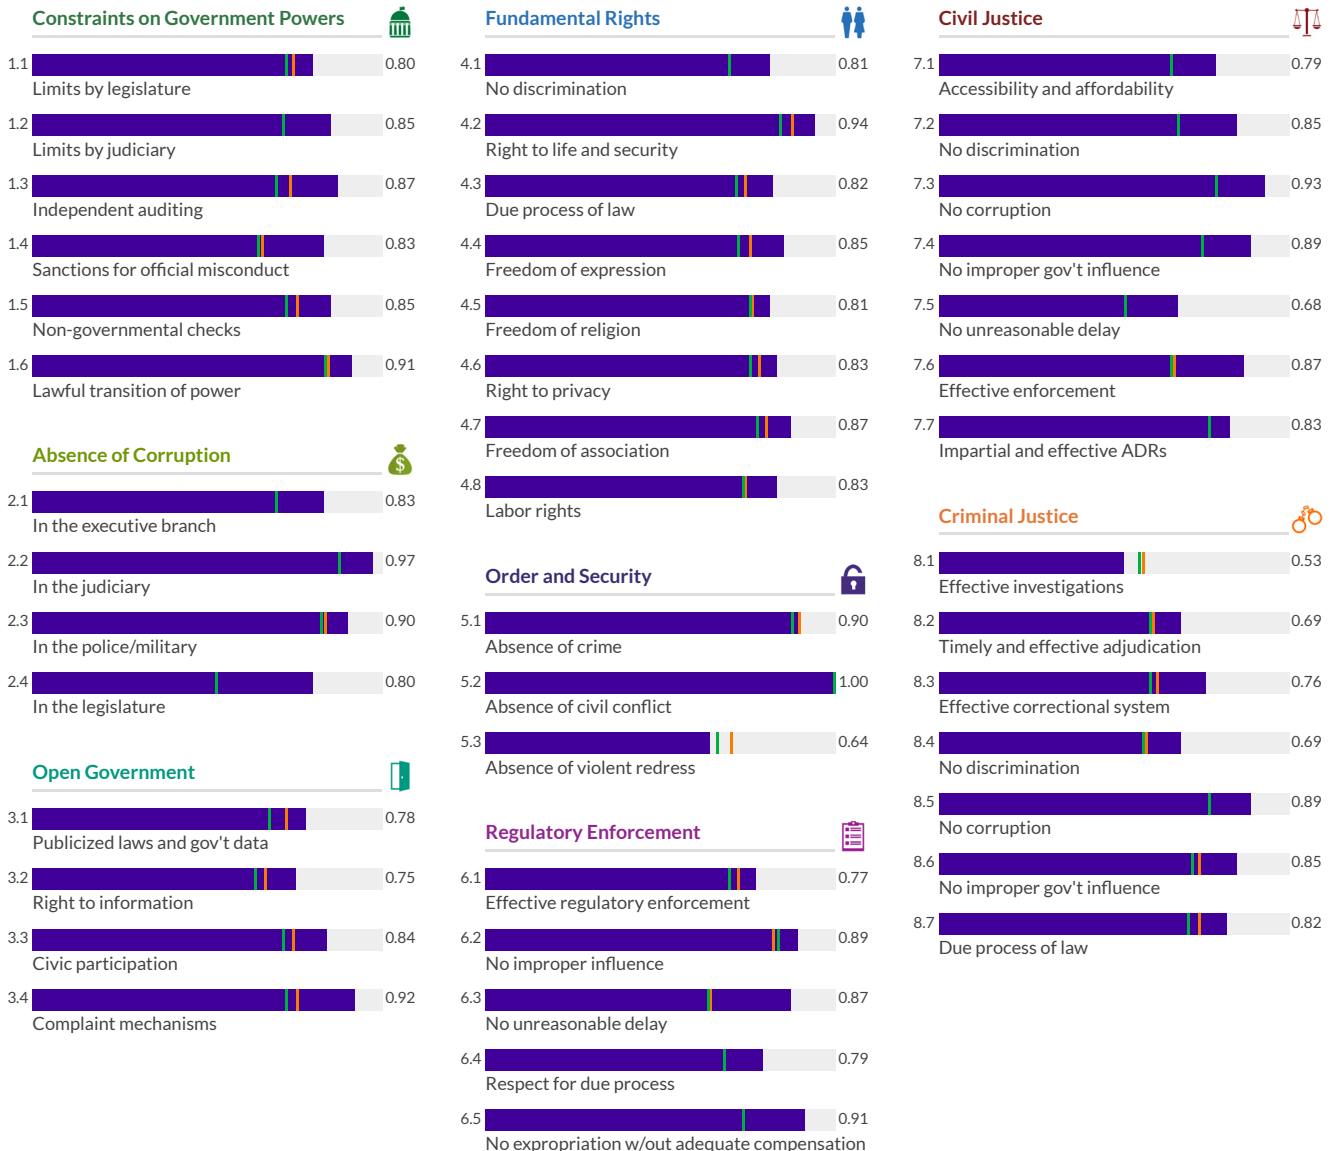 Constraints on Government Powers
1.1 0.80
Limits by legislature
1.2 0.85
Limits by judiciary
1.3 0.87
Independent auditing
1.4 0.83
Sanctions for official misconduct
1.5 0.85
Non-governmental checks
1.6 0.91
Lawful transition of power
Absence of Corruption
$
2.1 0.83
In the executive branch
2.2 0.97
In the judiciary
2.3 0.90
In the police/military
2.4 0.80
In the legislature
Open Government
3.1 0.78
Publicized laws and gov't data
3.2 0.75
Right to information
3.3 0.84
Civic participation
3.4 0.92
Complaint mechanisms
Fundamental Rights
4.1 0.81
No discrimination
4.2 0.94
Right to life and security
4.3 0.82
Due process of law
4.4 0.85
Freedom of expression
4.5 0.81
Freedom of religion
4.6 0.83
Right to privacy
4.7 0.87
Freedom of association
4.8 0.83
Labor rights
Order and Security
5.1 0.90
Absence of crime
5.2 1.00
Absence of civil conflict
5.3 0.64
Absence of violent redress
Regulatory Enforcement
6.1 0.77
Effective regulatory enforcement
6.2 0.89
No improper influence
6.3 0.87
No unreasonable delay
6.4 0.79
Respect for due process
6.5 0.91
No expropriation w/out adequate compensation
Civil Justice
7.1 0.79
Accessibility and affordability
7.2 0.85
No discrimination
7.3 0.93
No corruption
7.4 0.89
No improper gov't influence
7.5 0.68
No unreasonable delay
7.6 0.87
Effective enforcement
7.7 0.83
Impartial and effective ADRs
Criminal Justice
8.1 0.53
Effective investigations
8.2 0.69
Timely and effective adjudication
8.3 0.76
Effective correctional system
8.4 0.69
No discrimination
8.5 0.89
No corruption
8.6 0.85
No improper gov't influence
8.7 0.82
Due process of law